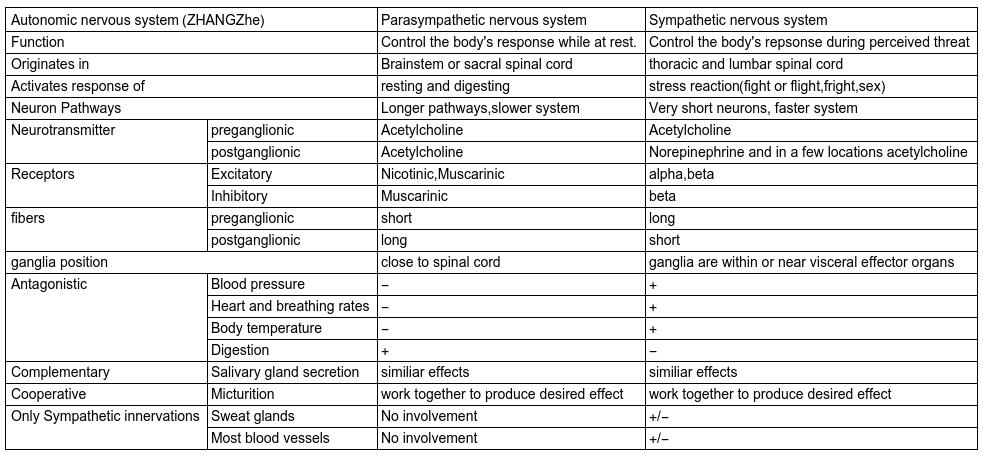 Autonomic nervous system (ZHANGZhe) Parasympathetic nervous system Sympathetic nervous system
Function Control the body's response while at rest. Control the body's repsonse during perceived threat
Originates in Brainstem or sacral spinal cord thoracic and lumbar spinal cord
Activates response of resting and digesting stress reaction(fight or flight,fright,sex)
Neuron Pathways Longer pathways,slower system Very short neurons, faster system
Neurotransmitter preganglionic Acetylcholine Acetylcholine
postganglionic Acetylcholine Norepinephrine and in a few locations acetylcholine
Receptors Excitatory Nicotinic,Muscarinic alpha,beta
Inhibitory Muscarinic beta
fibers preganglionic short long
postganglionic long short
ganglia position close to spinal cord ganglia are within or near visceral effector organs
Antagonistic Blood pressure − +
Heart and breathing rates − +
Body temperature − +
Digestion + −
Complementary Salivary gland secretion similiar effects similiar effects
Cooperative Micturition work together to produce desired effect work together to produce desired effect
Only Sympathetic innervations Sweat glands No involvement +/−
Most blood vessels No involvement +/−